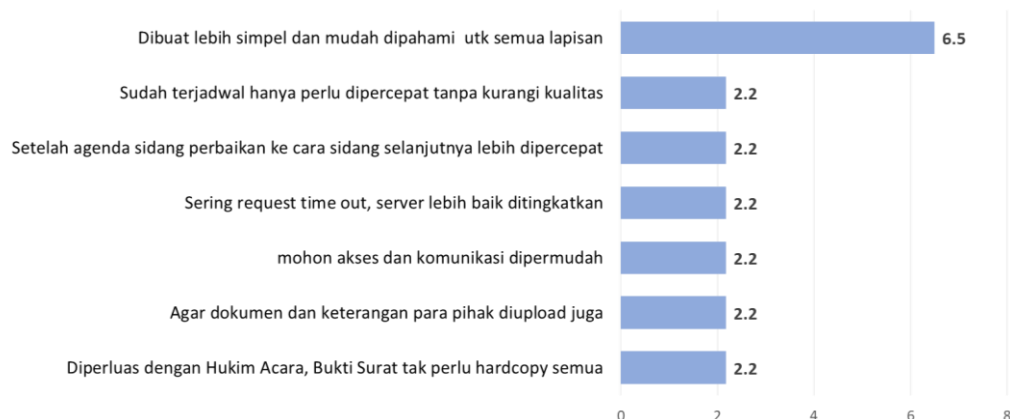 Dibuat lebih simpel dan mudah dipahami utk semua lapisan 6.5
Sudah terjadwal hanya perlu dipercepat tanpa kurangi kualitas 2.2
Setelah agenda sidang perbaikan ke cara sidang selanjutnya lebih dipercepat 2.2
Sering request time out, server lebih baik ditingkatkan 2.2
mohon akses dan komunikasi dipermudah 2.2
Agar dokumen dan keterangan para pihak diupload juga 2.2
Diperluas dengan Hukim Acara, Bukti Surat tak perlu hardcopy semua 2.2
0 2 4 6 8